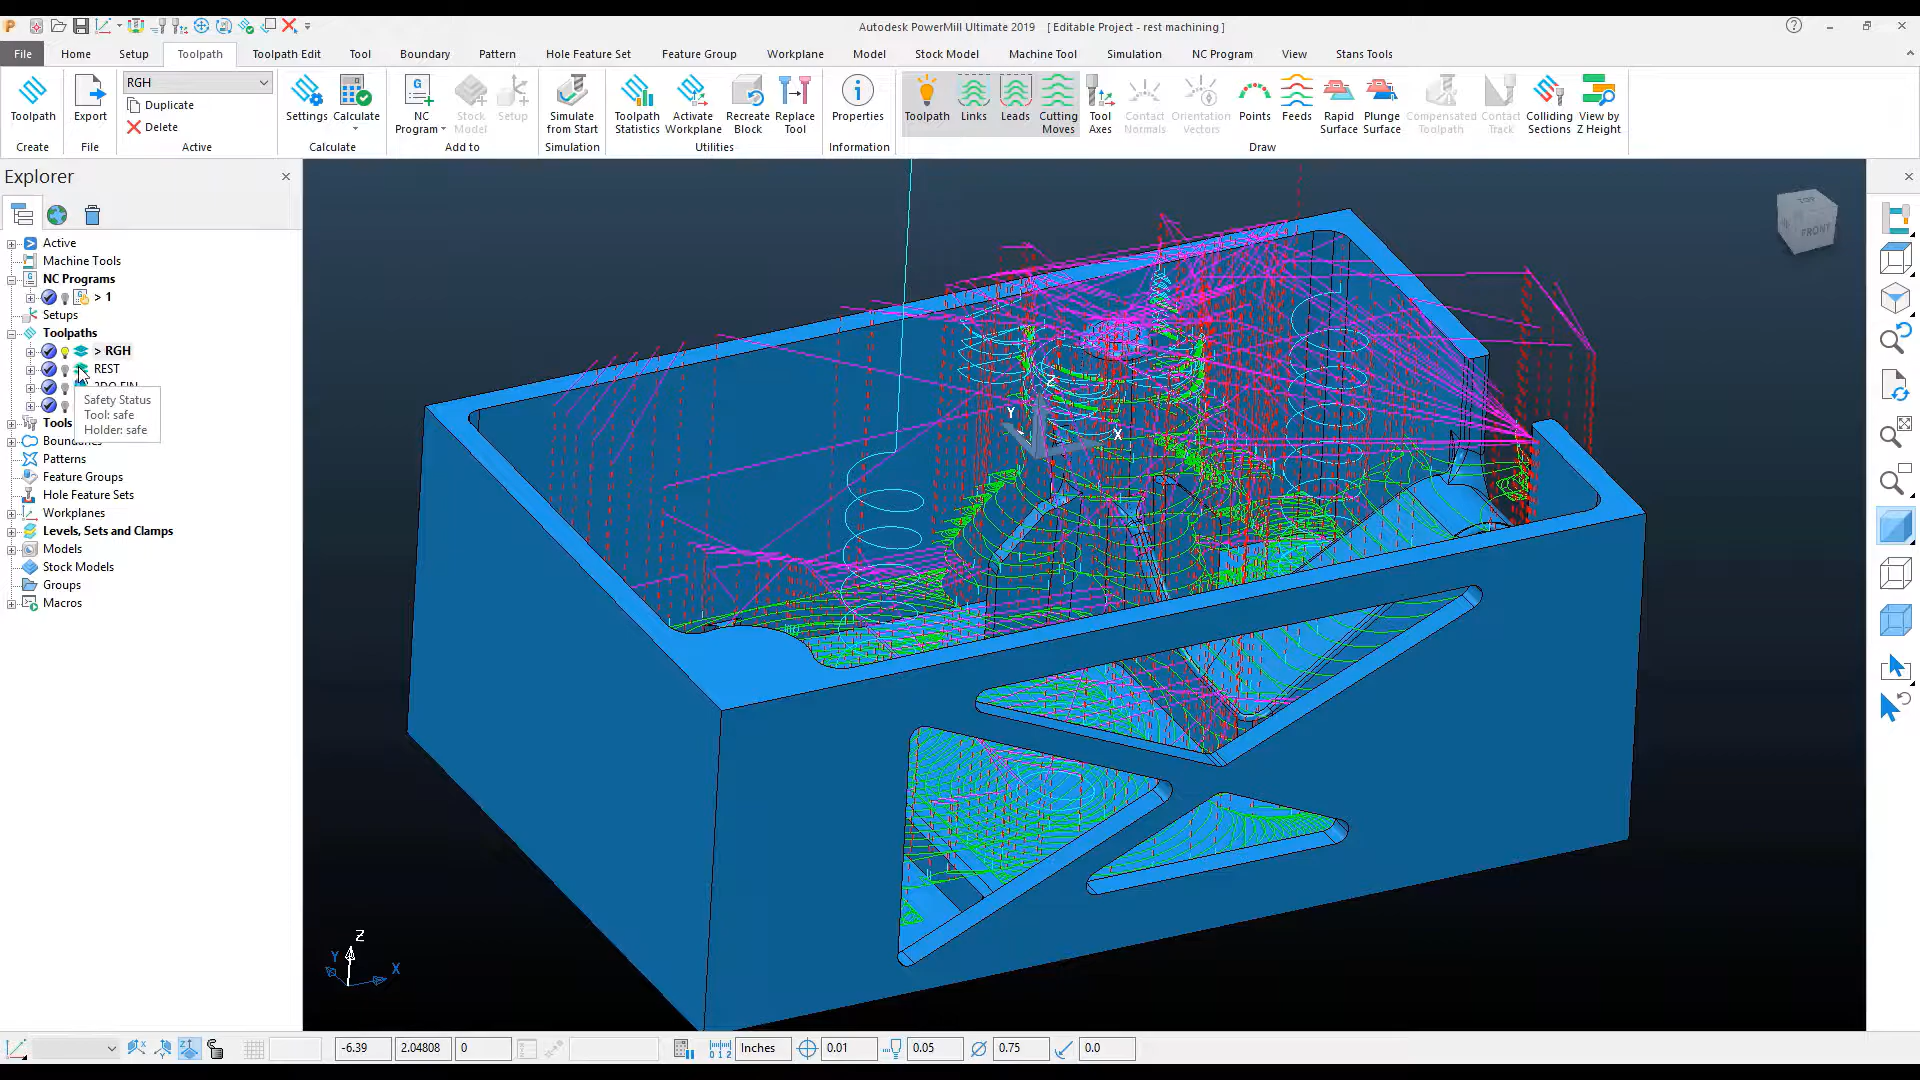 Autodesk PowerMill Ultimate 2019 [ Editable Project - rest machining ]
File Home Setup Toolpath Toolpath Edit Tool Boundary Pattern Hole Feature Set Feature Group Workplane Model Stock Model Machine Tool Simulation NC Program View Stans Tools
RGH
Duplicate
Delete
Toolpath
Export
Settings
Calculate
NC Program
Stock Model
Setup
Simulate from Start
Toolpath Statistics
Activate Workplane
Recreate Block
Replace Tool
Properties
Toolpath
Links
Leads
Cutting Moves
Tool Axes
Contact Normals
Orientation Vectors
Points
Feeds
Rapid Surface
Plunge Surface
Compensated Toolpath
Contact Track
Colliding Sections
View by Z Height
Create File Active Calculate Add to Simulation Utilities Information Draw
Explorer
Active
Machine Tools
NC Programs
> 1
Setups
Toolpaths
> RGH
REST
Safety Status
Tool: safe
Holder: safe
Tools
Boundaries
Patterns
Feature Groups
Hole Feature Sets
Workplanes
Levels, Sets and Clamps
Models
Stock Models
Groups
Macros
TOP
FRONT
Z
Y
X
Z
Y
X
-6.39 2.04808 0 Inches 0.01 0.05 0.75 0.0